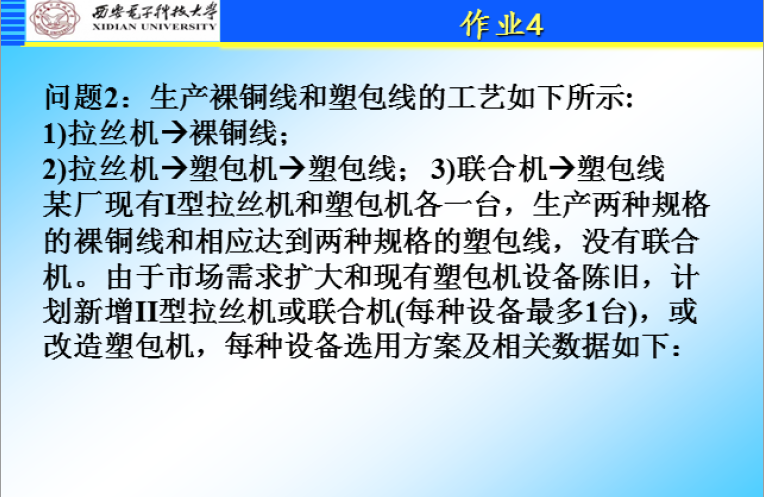 西安电子科技大学
XIDIAN UNIVERSITY
作业4
问题2：生产裸铜线和塑包线的工艺如下所示:
1)拉丝机→裸铜线；
2)拉丝机→塑包机→塑包线； 3)联合机→塑包线
某厂现有I型拉丝机和塑包机各一台，生产两种规格
的裸铜线和相应达到两种规格的塑包线，没有联合
机。由于市场需求扩大和现有塑包机设备陈旧，计
划新增II型拉丝机或联合机(每种设备最多1台)，或
改造塑包机，每种设备选用方案及相关数据如下：